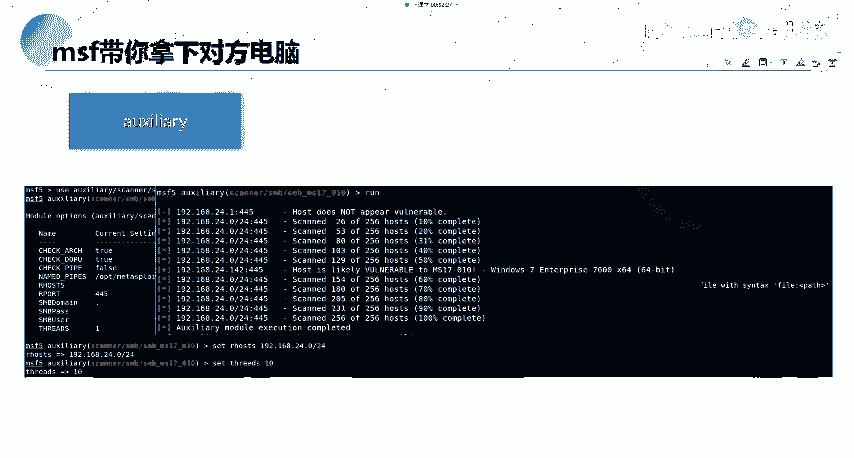 msf带你拿下对方电脑
auxiliary
msf5 > use auxiliary/scanner/s
msf5 auxiliary(scanner/smb/smb_ms17_010) > run
msf5 auxiliary(scanner/smb
Module options (auxiliary/scan
[-] 192.168.24.1:445 - Host does NOT appear vulnerable.
[*] 192.168.24.0/24:445 - Scanned 26 of 256 hosts (10% complete)
[*] 192.168.24.0/24:445 - Scanned 53 of 256 hosts (20% complete)
[*] 192.168.24.0/24:445 - Scanned 80 of 256 hosts (31% complete)
[*] 192.168.24.0/24:445 - Scanned 103 of 256 hosts (40% complete)
[*] 192.168.24.0/24:445 - Scanned 129 of 256 hosts (50% complete)
[+] 192.168.24.142:445 - Host is likely VULNERABLE to MS17-010! - Windows 7 Enterprise 7600 x64 (64-bit)
[*] 192.168.24.0/24:445 - Scanned 154 of 256 hosts (60% complete)
[*] 192.168.24.0/24:445 - Scanned 180 of 256 hosts (70% complete)
[*] 192.168.24.0/24:445 - Scanned 205 of 256 hosts (80% complete)
[*] 192.168.24.0/24:445 - Scanned 231 of 256 hosts (90% complete)
[*] 192.168.24.0/24:445 - Scanned 256 of 256 hosts (100% complete)
[*] Auxiliary module execution completed
Name Current Settin
CHECK_ARCH true
CHECK_DOPU true
CHECK_PIPE false
NAMED_PIPES /opt/metasploi
RHOSTS
RPORT 445
SMBDomain .
SMBPass
SMBUser
THREADS 1
ile with syntax 'file:<path>'
msf5 auxiliary(scanner/smb/smb_ms17_010) > set rhosts 192.168.24.0/24
rhosts => 192.168.24.0/24
msf5 auxiliary(scanner/smb/smb_ms17_010) > set threds 10
threds => 10